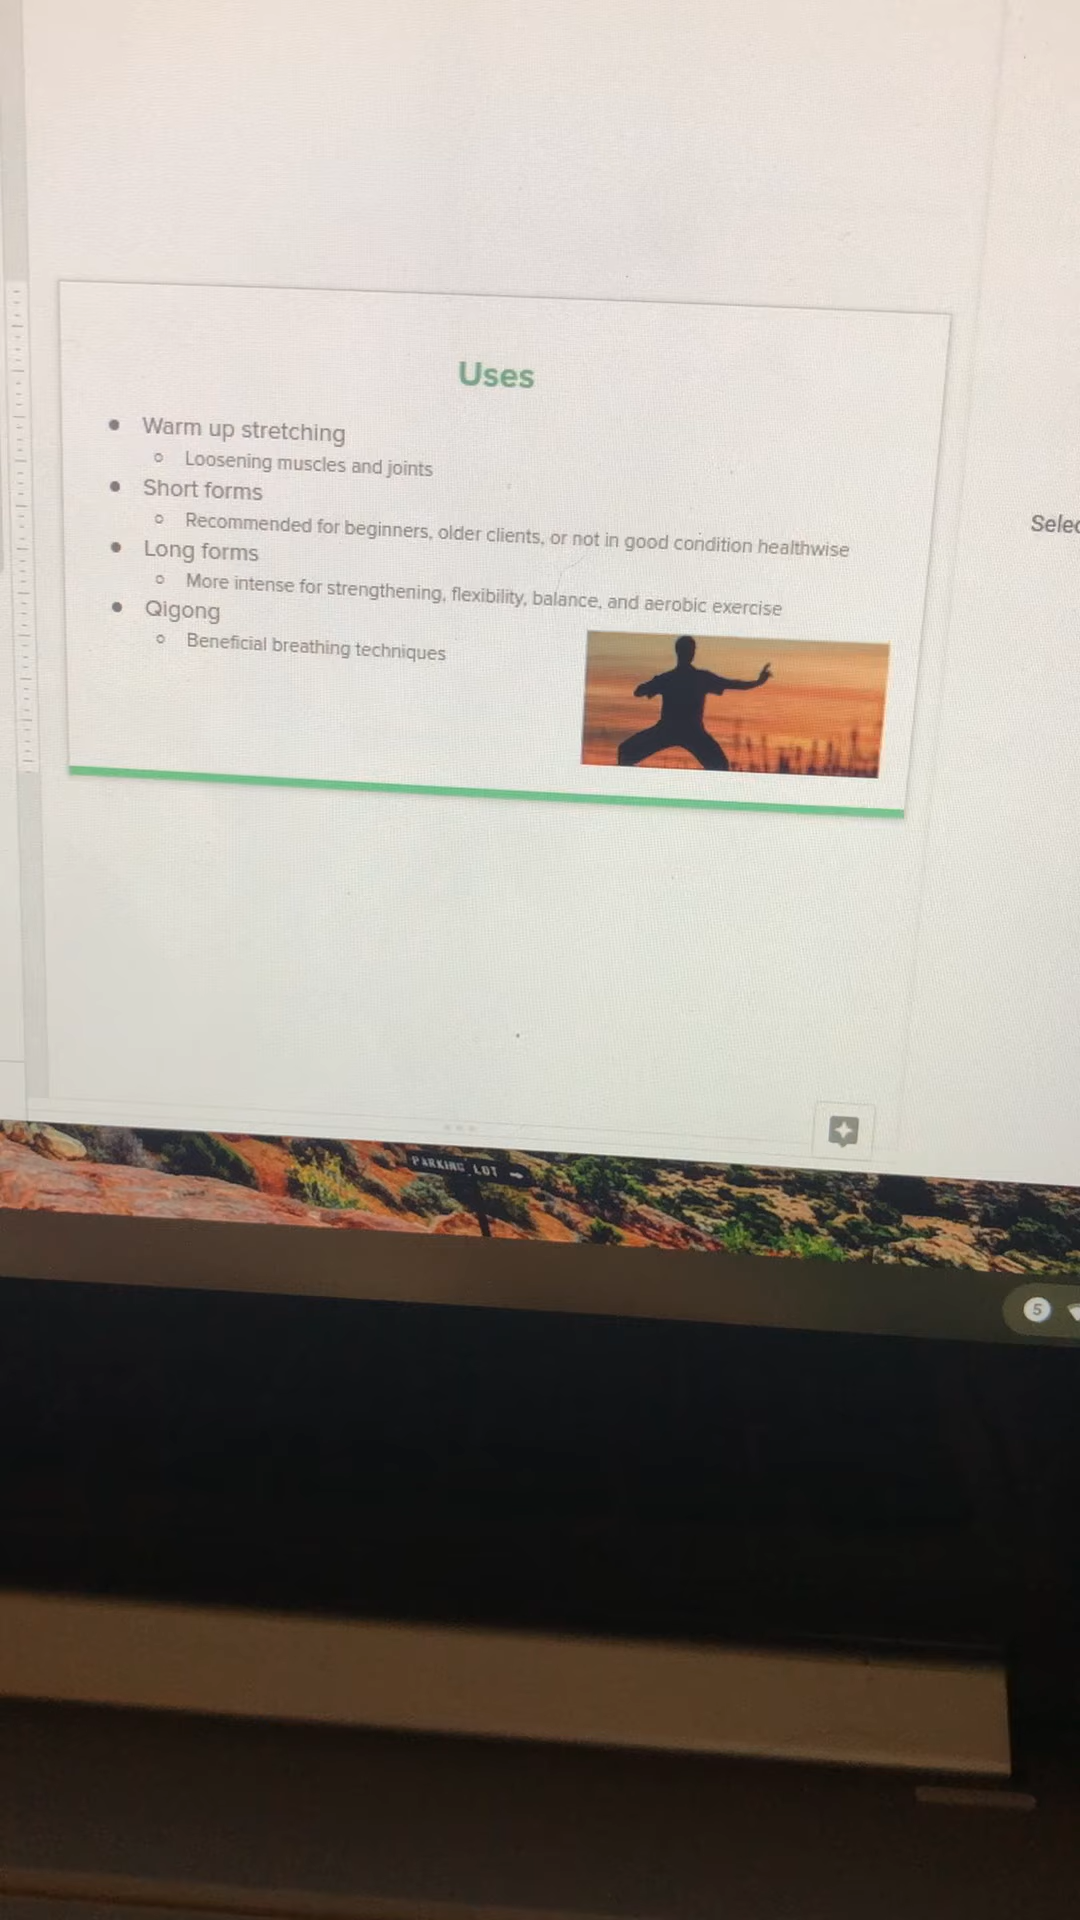 Uses
● Warm up stretching
○ Loosening muscles and joints
● Short forms
○ Recommended for beginners, older clients, or not in good condition healthwise
● Long forms
○ More intense for strengthening, flexibility, balance, and aerobic exercise
● Qigong
○ Beneficial breathing techniques
Selec
PARKING LOT →
5